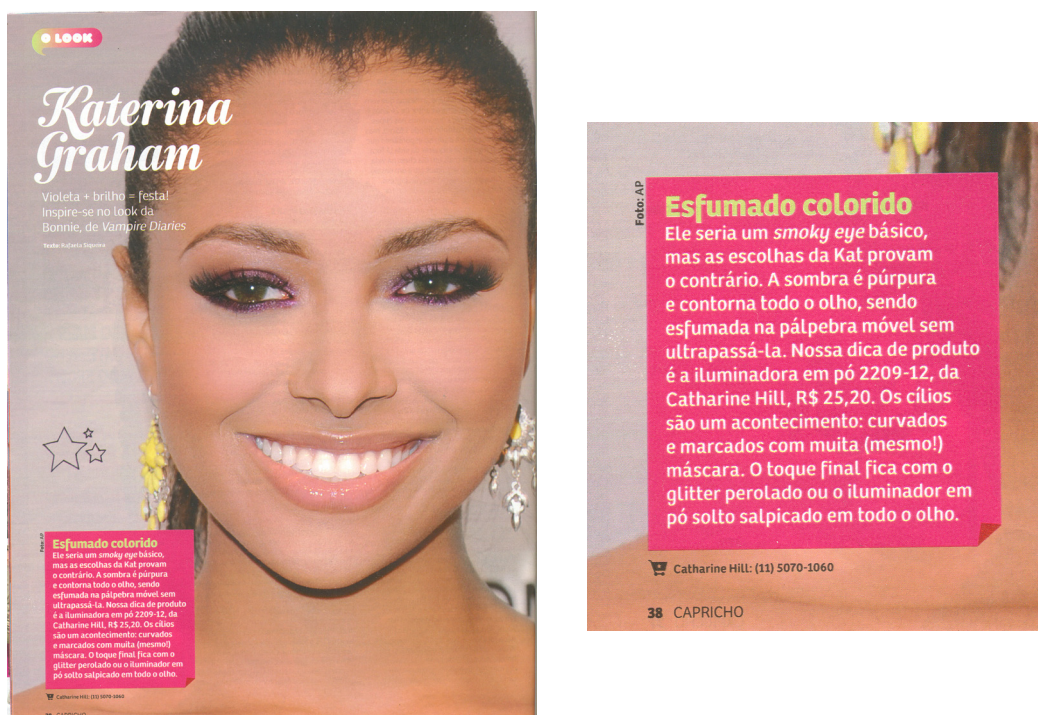 O LOOK
Katerina
Graham
Violeta + brilho = festa!
Inspire-se no look da
Bonnie, de Vampire Diaries
Texto: Rafaela Siqueira
Foto: AP
Esfumado colorido
Ele seria um smoky eye básico,
mas as escolhas da Kat provam
o contrário. A sombra é púrpura
e contorna todo o olho, sendo
esfumada na pálpebra móvel sem
ultrapassá-la. Nossa dica de produto
é a iluminadora em pó 2209-12, da
Catharine Hill, R$ 25,20. Os cílios
são um acontecimento: curvados
e marcados com muita (mesmo!)
máscara. O toque final fica com o
glitter perolado ou o iluminador em
pó solto salpicado em todo o olho.
Catharine Hill: (11) 5070-1060
38 CAPRICHO
Foto: AP
Esfumado colorido
Ele seria um smoky eye básico,
mas as escolhas da Kat provam
o contrário. A sombra é púrpura
e contorna todo o olho, sendo
esfumada na pálpebra móvel sem
ultrapassá-la. Nossa dica de produto
é a iluminadora em pó 2209-12, da
Catharine Hill, R$ 25,20. Os cílios
são um acontecimento: curvados
e marcados com muita (mesmo!)
máscara. O toque final fica com o
glitter perolado ou o iluminador em
pó solto salpicado em todo o olho.
Catharine Hill: (11) 5070-1060
38 CAPRICHO